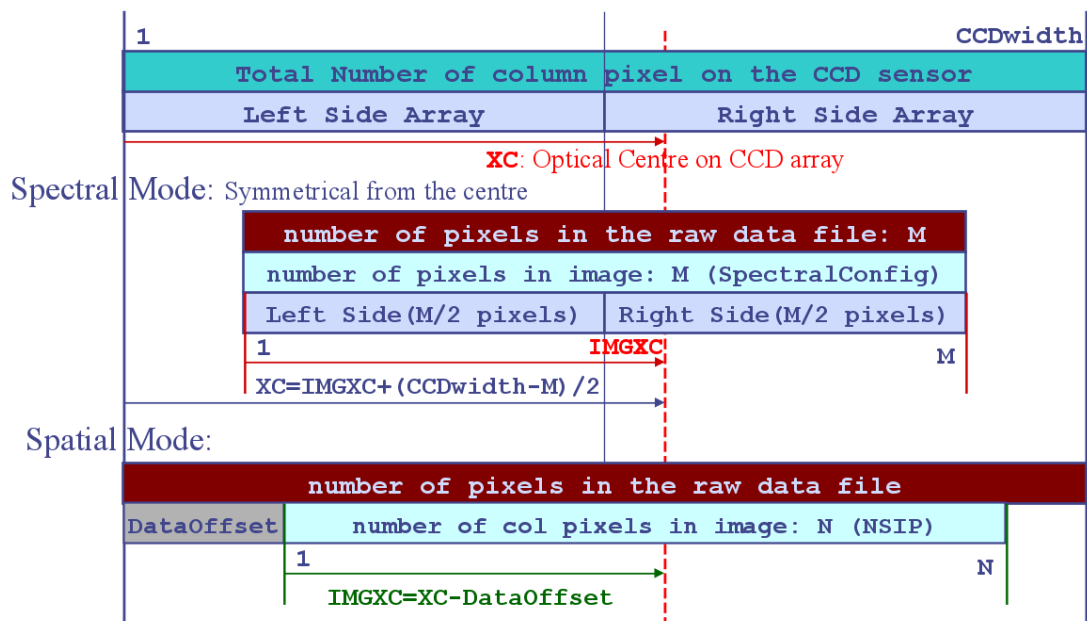 1 CCDwidth
Total Number of column pixel on the CCD sensor
Left Side Array Right Side Array
XC: Optical Centre on CCD array
Spectral Mode: Symmetrical from the centre
number of pixels in the raw data file: M
number of pixels in image: M (SpectralConfig)
Left Side(M/2 pixels) Right Side(M/2 pixels)
1 IMGXC M
XC=IMGXC+(CCDwidth-M)/2
Spatial Mode:
number of pixels in the raw data file
DataOffset number of col pixels in image: N (NSIP)
1 N
IMGXC=XC-DataOffset